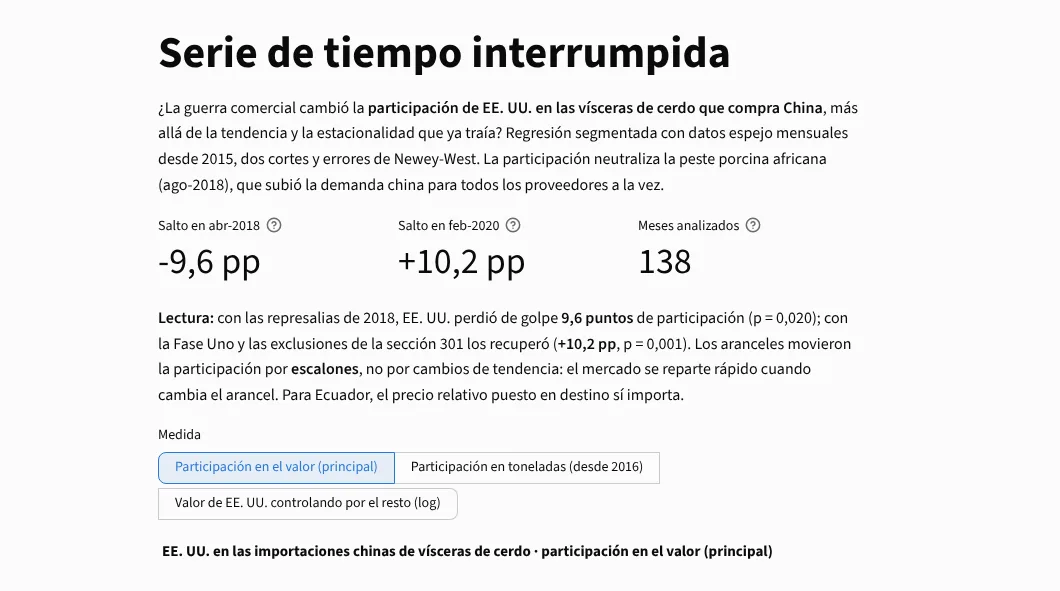 Serie de tiempo interrumpida
¿La guerra comercial cambió la participación de EE. UU. en las vísceras de cerdo que compra China, más
allá de la tendencia y la estacionalidad que ya traía? Regresión segmentada con datos espejo mensuales
desde 2015, dos cortes y errores de Newey-West. La participación neutraliza la peste porcina africana
(ago-2018), que subió la demanda china para todos los proveedores a la vez.
Salto en abr-2018 ?
Salto en feb-2020 ?
Meses analizados ?
-9,6 pp
+10,2 pp
138
Lectura: con las represalias de 2018, EE. UU. perdió de golpe 9,6 puntos de participación (p = 0,020); con
la Fase Uno y las exclusiones de la sección 301 los recuperó (+10,2 pp, p = 0,001). Los aranceles movieron
la participación por escalones, no por cambios de tendencia: el mercado se reparte rápido cuando
cambia el arancel. Para Ecuador, el precio relativo puesto en destino sí importa.
Medida
Participación en el valor (principal)
Participación en toneladas (desde 2016)
Valor de EE. UU. controlando por el resto (log)
EE. UU. en las importaciones chinas de vísceras de cerdo · participación en el valor (principal)